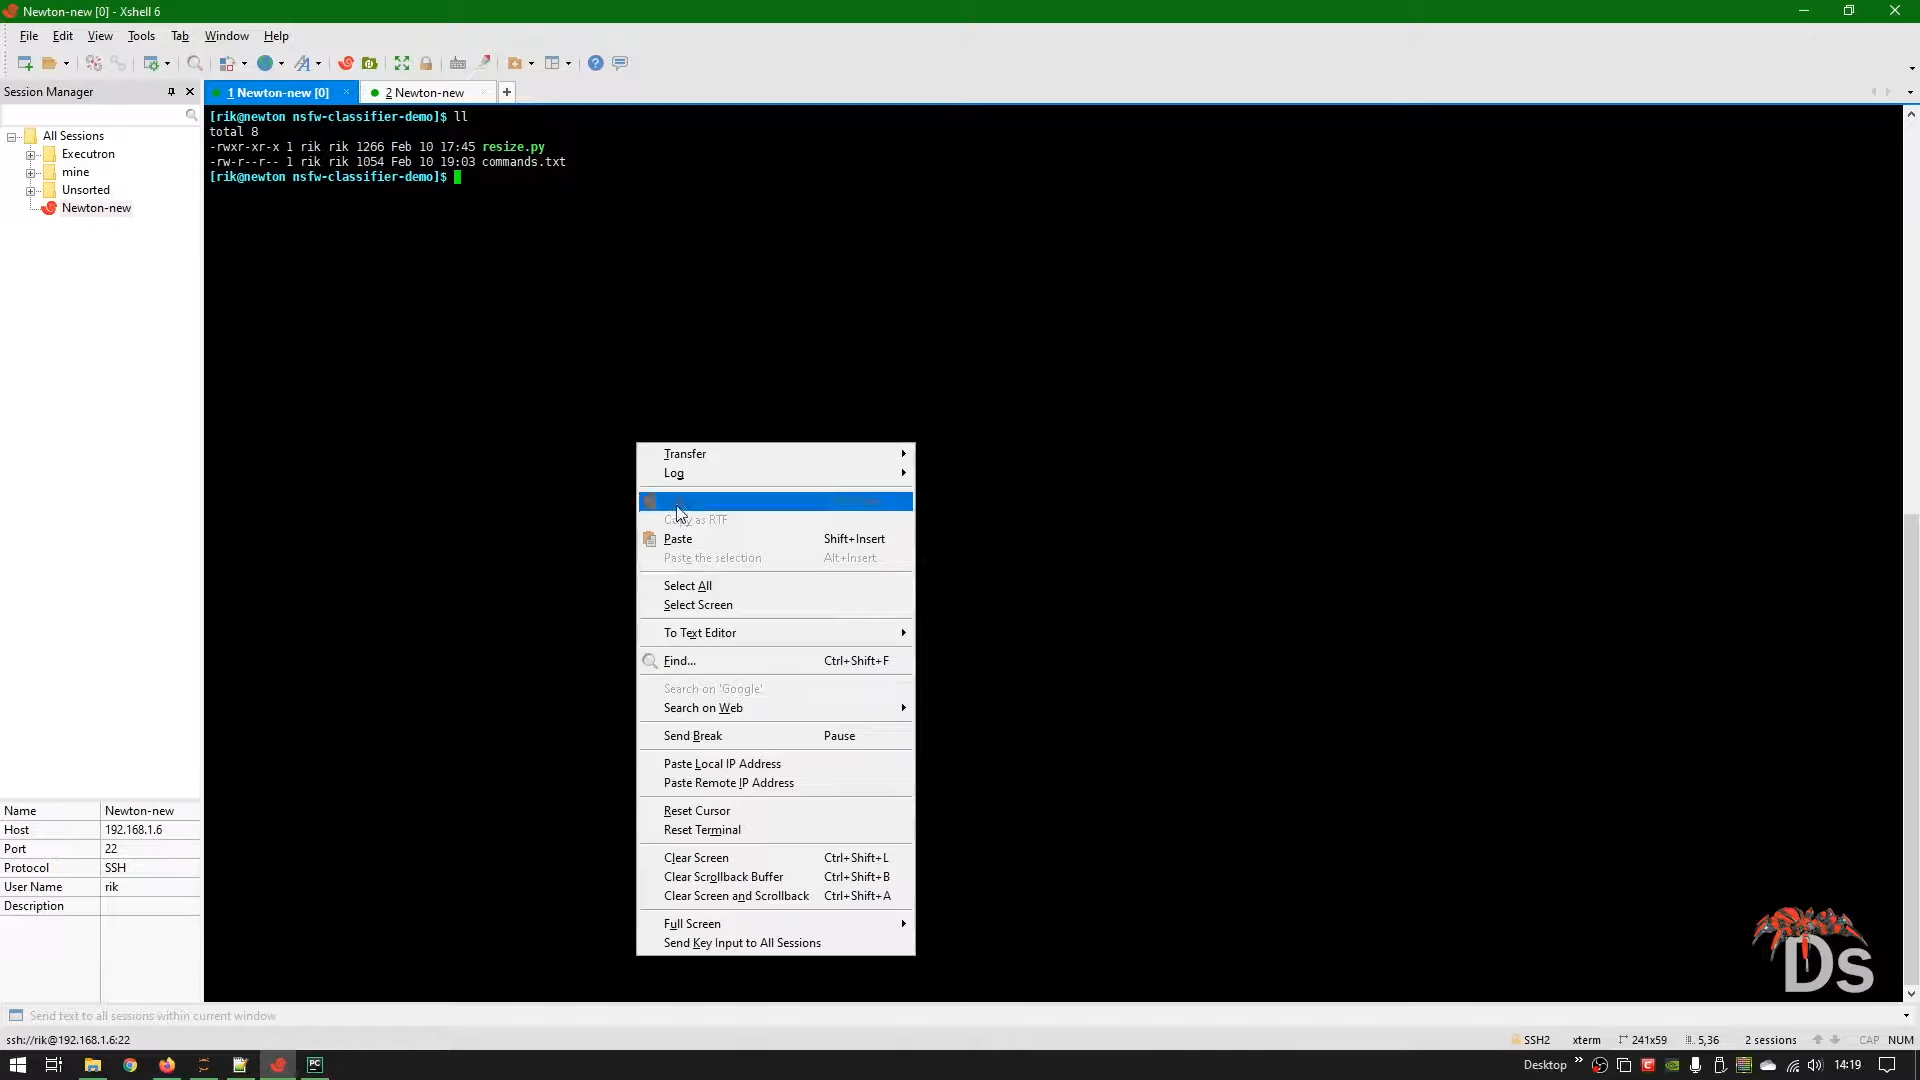 Newton-new [0] - Xshell 6
File Edit View Tools Tab Window Help
Session Manager
1 Newton-new [0]
2 Newton-new
All Sessions
Executron
mine
Unsorted
Newton-new
[rik@newton nsfw-classifier-demo]$ ll
total 8
-rwxr-xr-x 1 rik rik 1266 Feb 10 17:45 resize.py
-rw-r--r-- 1 rik rik 1054 Feb 10 19:03 commands.txt
[rik@newton nsfw-classifier-demo]$
Transfer
Log
Copy as RTF
Paste Shift+Insert
Paste the selection Alt+Insert
Select All
Select Screen
To Text Editor
Find... Ctrl+Shift+F
Search on 'Google'
Search on Web
Send Break Pause
Paste Local IP Address
Paste Remote IP Address
Reset Cursor
Reset Terminal
Clear Screen Ctrl+Shift+L
Clear Scrollback Buffer Ctrl+Shift+B
Clear Screen and Scrollback Ctrl+Shift+A
Full Screen
Send Key Input to All Sessions
Name Newton-new
Host 192.168.1.6
Port 22
Protocol SSH
User Name rik
Description
Ds
Send text to all sessions within current window
ssh://rik@192.168.1.6:22
SSH2 xterm 241x59 5,36 2 sessions CAP NUM
Desktop 14:19